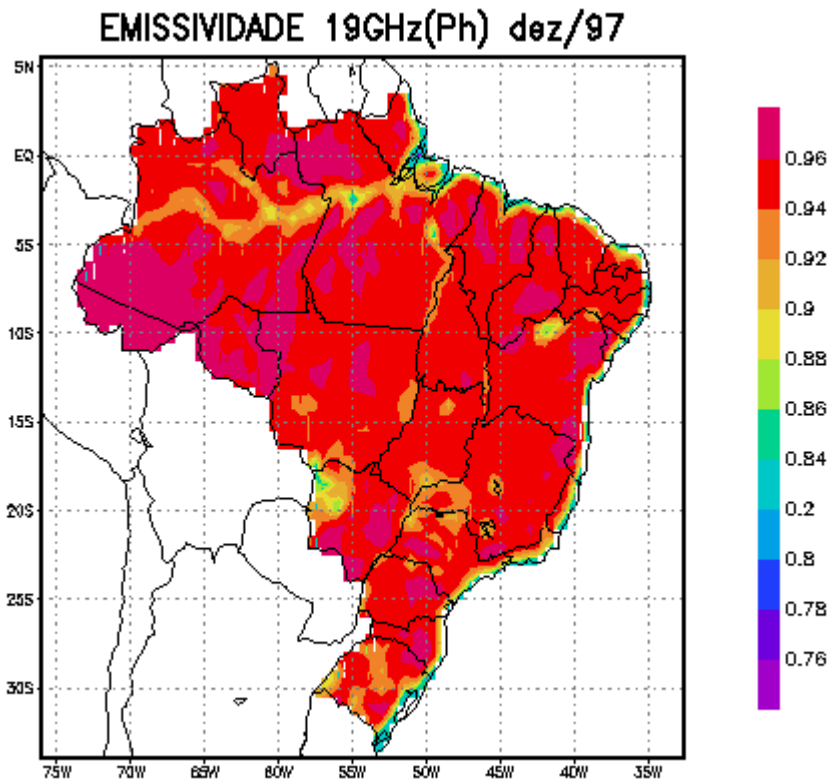 EMISSIVIDADE 19GHz(Ph) dez/97
5N
EQ
5S
10S
15S
20S
25S
30S
75W 70W 65W 60W 55W 50W 45W 40W 35W
0.96
0.94
0.92
0.9
0.88
0.86
0.84
0.2
0.8
0.78
0.76